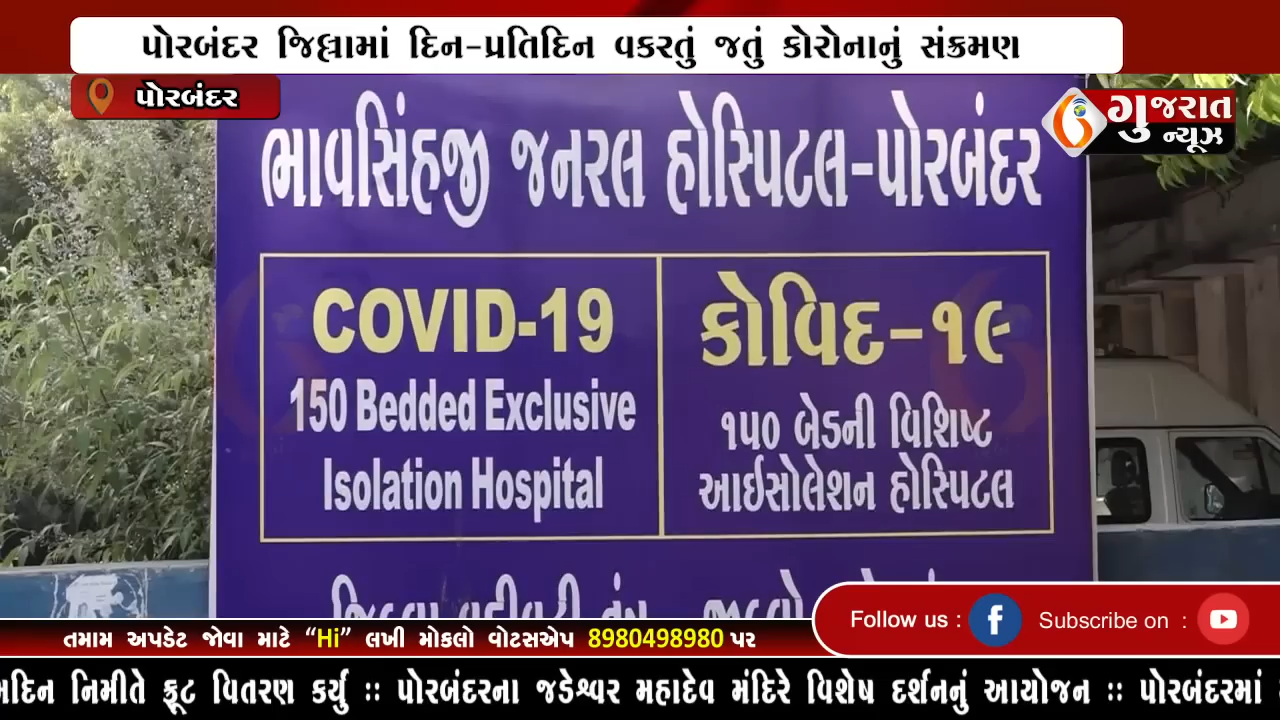 પોરબંદર જિલ્લામાં દિન-પ્રતિદિન વકરતું જતું કોરોનાનું સંક્રમણ
પોરબંદર
ગુજરાત
ન્યૂઝ
ભાવસિંહજી જનરલ હોસ્પિટલ-પોરબંદર
COVID-19
150 Bedded Exclusive
Isolation Hospital
કોવિદ-૧૯
૧૫૦ બેડની વિશિષ્ટ
આઈસોલેશન હોસ્પિટલ
Follow us :
Subscribe on :
તમામ અપડેટ જોવા માટે “Hi” લખી મોકલો વોટસએપ 8980498980 પર
નિમીતે ફ્રૂટ વિતરણ કર્યુ :: પોરબંદરના જડેશ્વર મહાદેવ મંદિરે વિશેષ દર્શનનું આયોજન :: પોરબંદરમાં